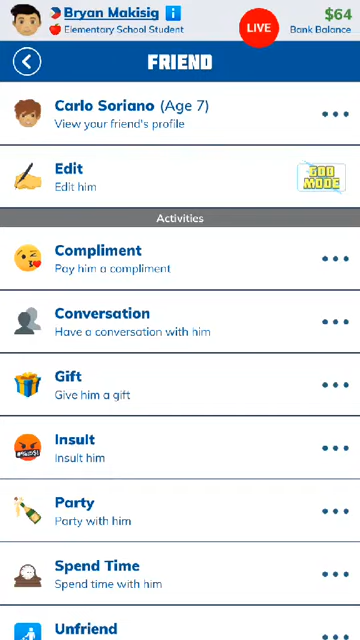 Bryan Makisig
Elementary School Student
LIVE
$64
Bank Balance
FRIEND
Carlo Soriano (Age 7)
View your friend's profile
Edit
Edit him
GOD MODE
Activities
Compliment
Pay him a compliment
Conversation
Have a conversation with him
Gift
Give him a gift
Insult
Insult him
Party
Party with him
Spend Time
Spend time with him
Unfriend